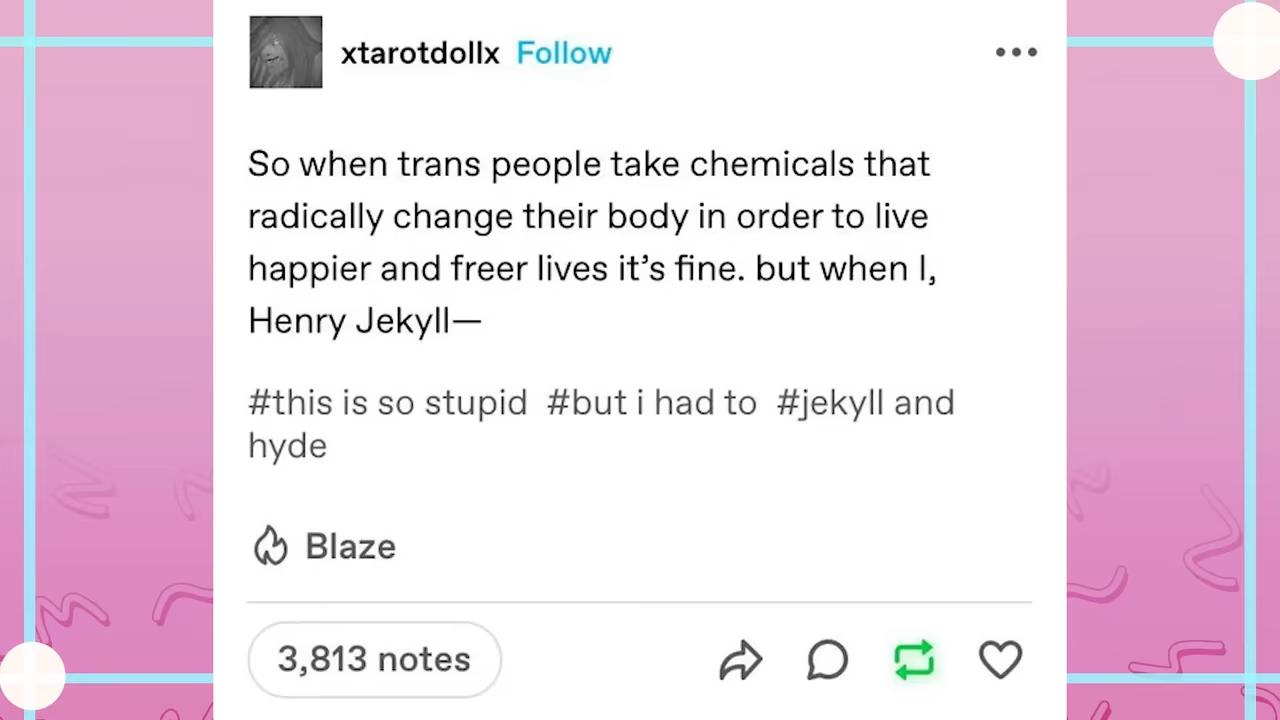 xtarotdollx Follow
So when trans people take chemicals that
radically change their body in order to live
happier and freer lives it’s fine. but when I,
Henry Jekyll—
#this is so stupid #but i had to #jekyll and
hyde
Blaze
3,813 notes